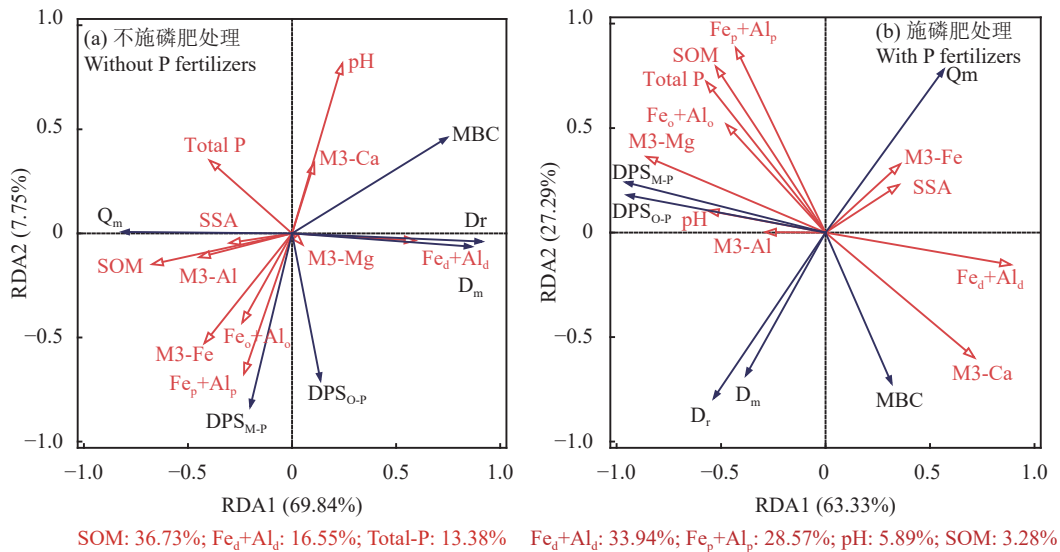 (a) 不施磷肥处理
Without P fertilizers
pH
MBC
Total P
M3-Ca
Qm
SSA
Dr
SOM
M3-Al
M3-Mg
Fed+Ald
Dm
M3-Fe
Feo+Alo
Fep+Alp
DPSM-P
DPSO-P
1.0
0.5
0
−0.5
−1.0
RDA2 (7.75%)
−1.0
−0.5
0
0.5
1.0
RDA1 (69.84%)
SOM: 36.73%; Fed+Ald: 16.55%; Total-P: 13.38%
(b) 施磷肥处理
With P fertilizers
Fep+Alp
SOM
Total P
Qm
Feo+Alo
M3-Mg
DPSM-P
DPSO-P
M3-Fe
SSA
pH
M3-Al
Fed+Ald
M3-Ca
Dm
Dr
MBC
1.0
0.5
0
−0.5
−1.0
RDA2 (27.29%)
−1.0
−0.5
0
0.5
1.0
RDA1 (63.33%)
Fed+Ald: 33.94%; Fep+Alp: 28.57%; pH: 5.89%; SOM: 3.28%